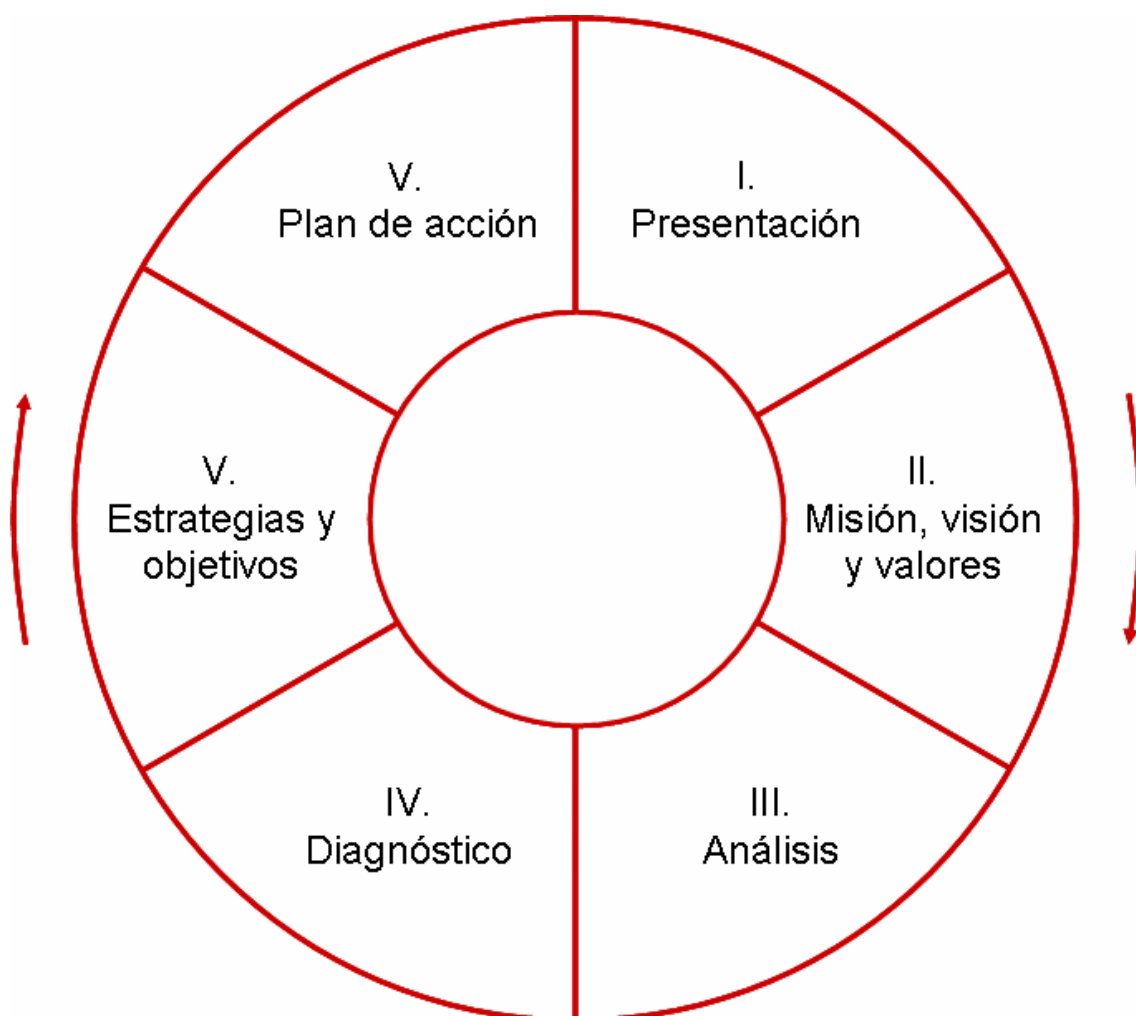 I.
Presentación
II.
Misión, visión
y valores
III.
Análisis
IV.
Diagnóstico
V.
Estrategias y
objetivos
V.
Plan de acción